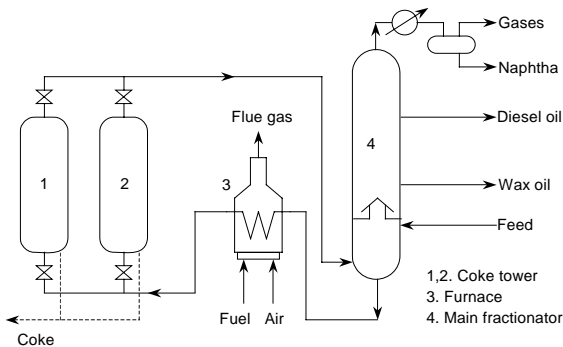 Gases
Naphtha
Diesel oil
Wax oil
Feed
Flue gas
1
2
3
4
Fuel
Air
Coke
1,2. Coke tower
3. Furnace
4. Main fractionator